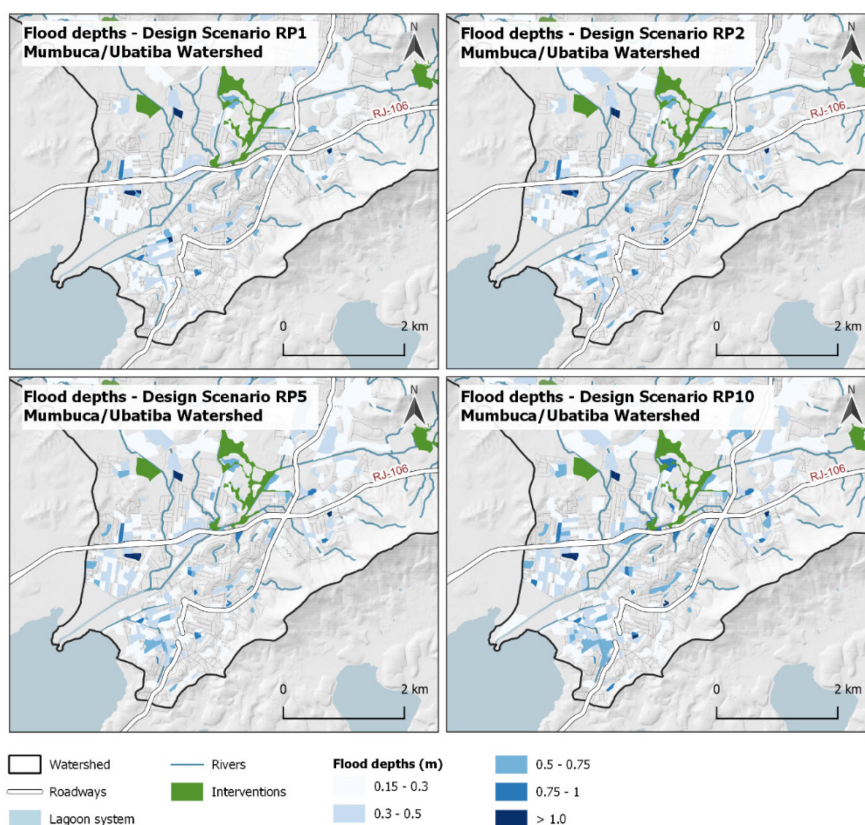 Flood depths - Design Scenario RP1
Mumbuca/Ubatiba Watershed
N
RJ-106
0 2 km
Flood depths - Design Scenario RP2
Mumbuca/Ubatiba Watershed
N
RJ-106
0 2 km
Flood depths - Design Scenario RP5
Mumbuca/Ubatiba Watershed
N
RJ-106
0 2 km
Flood depths - Design Scenario RP10
Mumbuca/Ubatiba Watershed
N
RJ-106
0 2 km
Watershed
Roadways
Lagoon system
Rivers
Interventions
Flood depths (m)
0.15 - 0.3
0.3 - 0.5
0.5 - 0.75
0.75 - 1
> 1.0